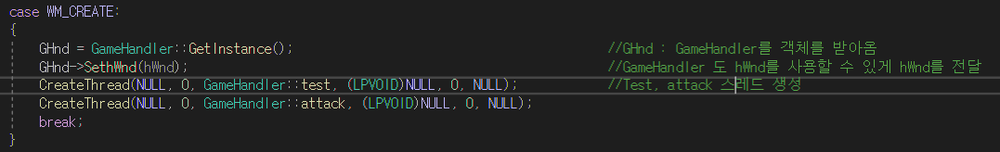 case WM_CREATE:
{
GHnd = GameHandler::GetInstance(); //GHnd : GameHandler를 객체를 받아옴
GHnd->SethWnd(hWnd); //GameHandler 도 hWnd를 사용할 수 있게 hWnd를 전달
CreateThread(NULL, 0, GameHandler::test, (LPVOID)NULL, 0, NULL); //Test, attack 스레드 생성
CreateThread(NULL, 0, GameHandler::attack, (LPVOID)NULL, 0, NULL);
break;
}